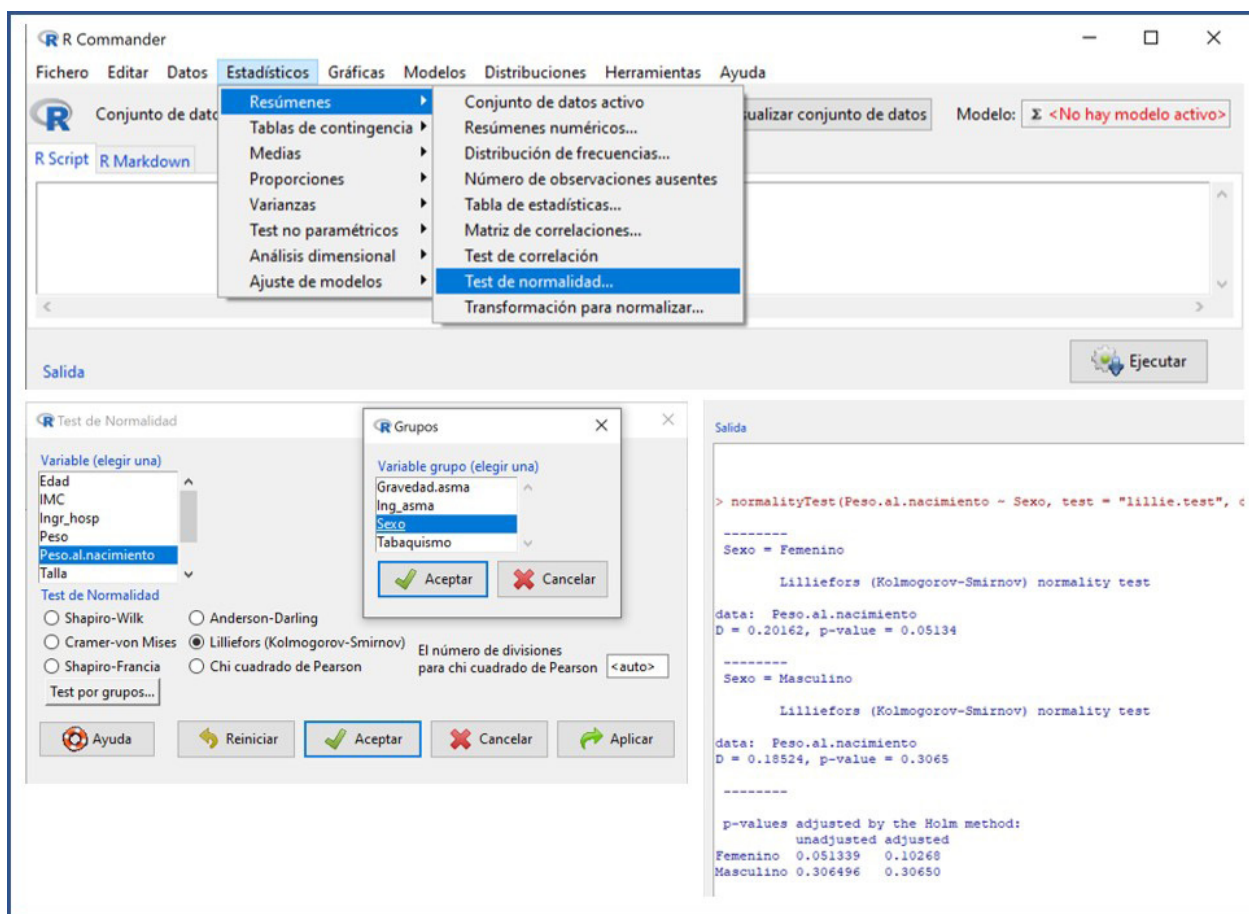 R Commander
Fichero Editar Datos Estadísticos Gráficas Modelos Distribuciones Herramientas Ayuda
Conjunto de datc
ualizar conjunto de datos
Modelo: Σ <No hay modelo activo>
R Script R Markdown
Resúmenes
Tablas de contingencia
Medias
Proporciones
Varianzas
Test no paramétricos
Análisis dimensional
Ajuste de modelos
Conjunto de datos activo
Resúmenes numéricos...
Distribución de frecuencias...
Número de observaciones ausentes
Tabla de estadísticas...
Matriz de correlaciones...
Test de correlación
Test de normalidad...
Transformación para normalizar...
Salida
Ejecutar
Test de Normalidad
Variable (elegir una)
Edad
IMC
Ingr_hosp
Peso
Peso.al.nacimiento
Talla
Test de Normalidad
Shapiro-Wilk
Anderson-Darling
Cramer-von Mises
Lilliefors (Kolmogorov-Smirnov)
Shapiro-Francia
Chi cuadrado de Pearson
El número de divisiones
para chi cuadrado de Pearson <auto>
Test por grupos...
Ayuda Reiniciar Aceptar Cancelar Aplicar
Grupos
Variable grupo (elegir una)
Gravedad.asma
Ing_asma
Sexo
Tabaquismo
Aceptar Cancelar
Salida
> normalityTest(Peso.al.nacimiento ~ Sexo, test = "lillie.test", d
--------
Sexo = Femenino
Lilliefors (Kolmogorov-Smirnov) normality test
data: Peso.al.nacimiento
D = 0.20162, p-value = 0.05134
--------
Sexo = Masculino
Lilliefors (Kolmogorov-Smirnov) normality test
data: Peso.al.nacimiento
D = 0.18524, p-value = 0.3065
--------
p-values adjusted by the Holm method:
unadjusted adjusted
Femenino 0.051339 0.10268
Masculino 0.306496 0.30650